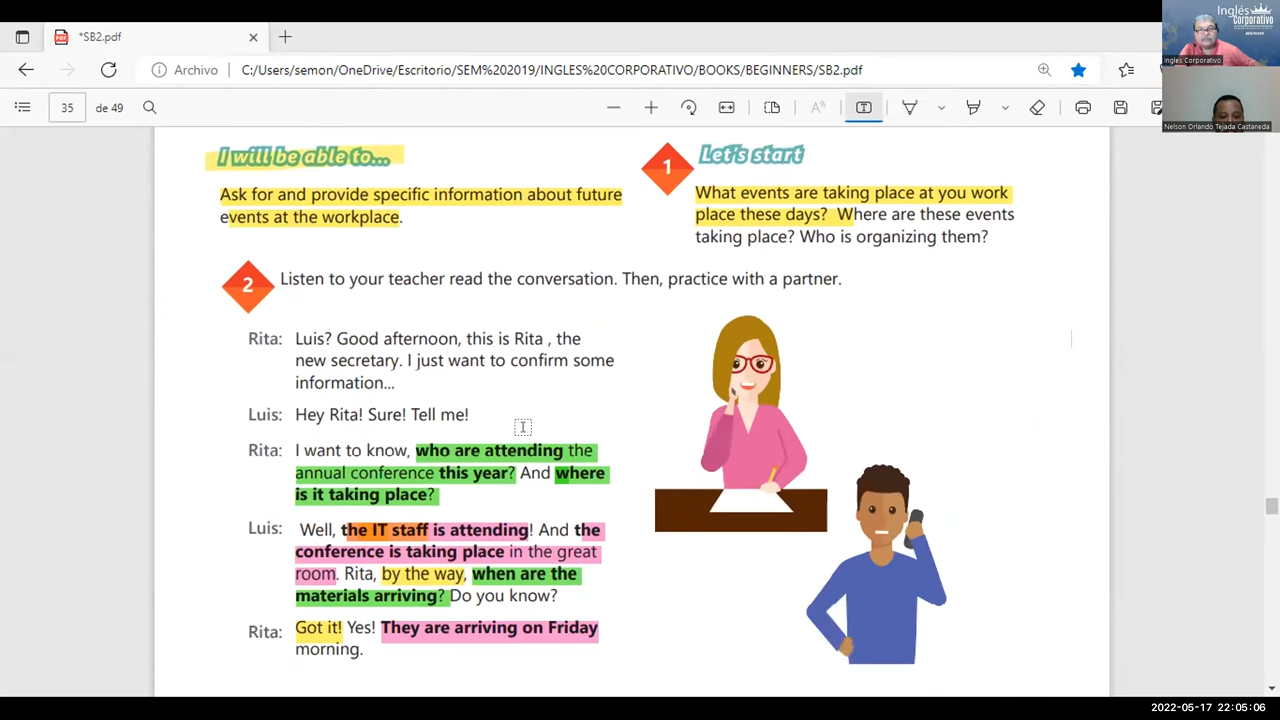 *SB2.pdf
Archivo
C:/Users/semon/OneDrive/Escritorio/SEM%202019/INGLES%20CORPORATIVO/BOOKS/BEGINNERS/SB2.pdf
35
de 49
Inglés
Corporativo
BEGINNER
Ingles Corporativo
Nelson Orlando Tejada Castaneda
I will be able to...
Ask for and provide specific information about future
events at the workplace.
1
Let's start
What events are taking place at you work
place these days? Where are these events
taking place? Who is organizing them?
2
Listen to your teacher read the conversation. Then, practice with a partner.
Rita: Luis? Good afternoon, this is Rita , the
new secretary. I just want to confirm some
information...
Luis: Hey Rita! Sure! Tell me!
Rita: I want to know, who are attending the
annual conference this year? And where
is it taking place?
Luis: Well, the IT staff is attending! And the
conference is taking place in the great
room. Rita, by the way, when are the
materials arriving? Do you know?
Rita: Got it! Yes! They are arriving on Friday
morning.
2022-05-17 22:05:06